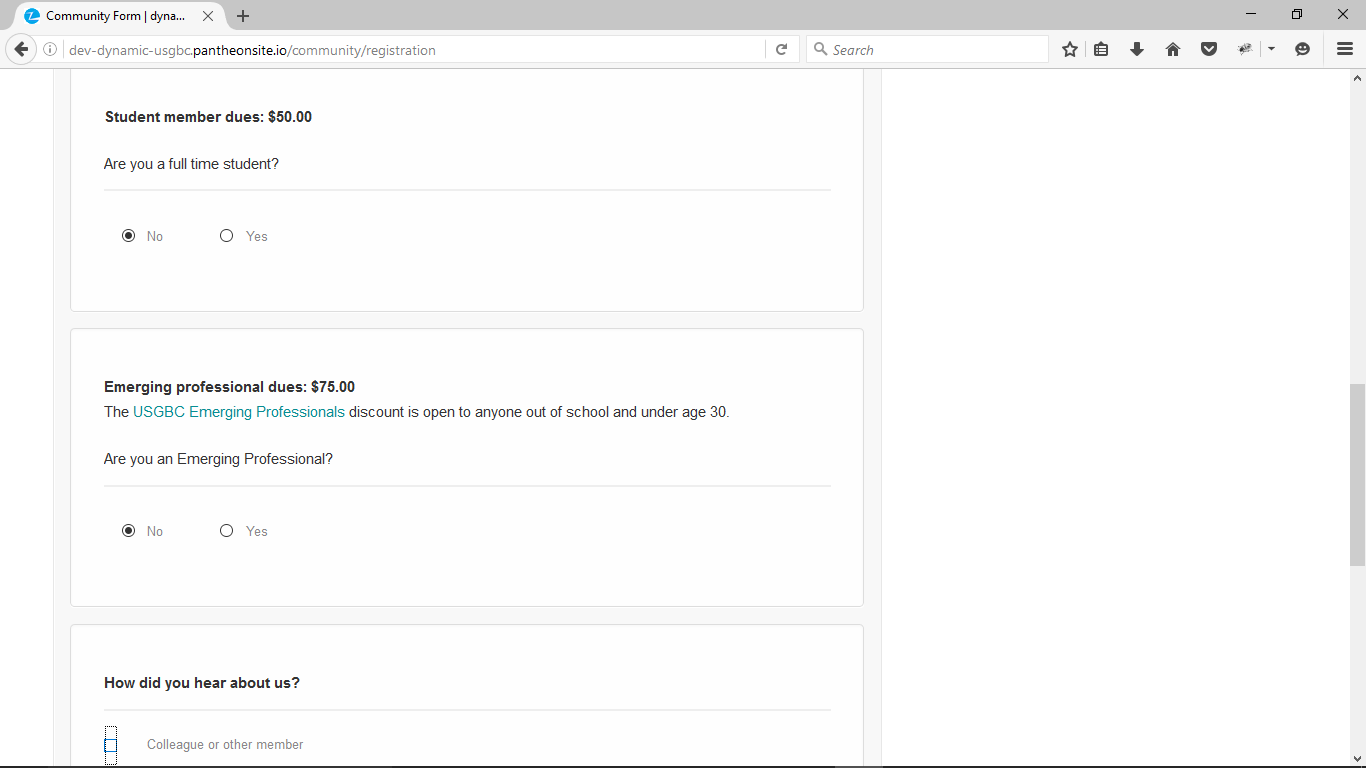 Community Form | dyna...
dev-dynamic-usgbc.pantheonsite.io/community/registration
Search
Student member dues: $50.00
Are you a full time student?
No Yes
Emerging professional dues: $75.00
The USGBC Emerging Professionals discount is open to anyone out of school and under age 30.
Are you an Emerging Professional?
No Yes
How did you hear about us?
Colleague or other member